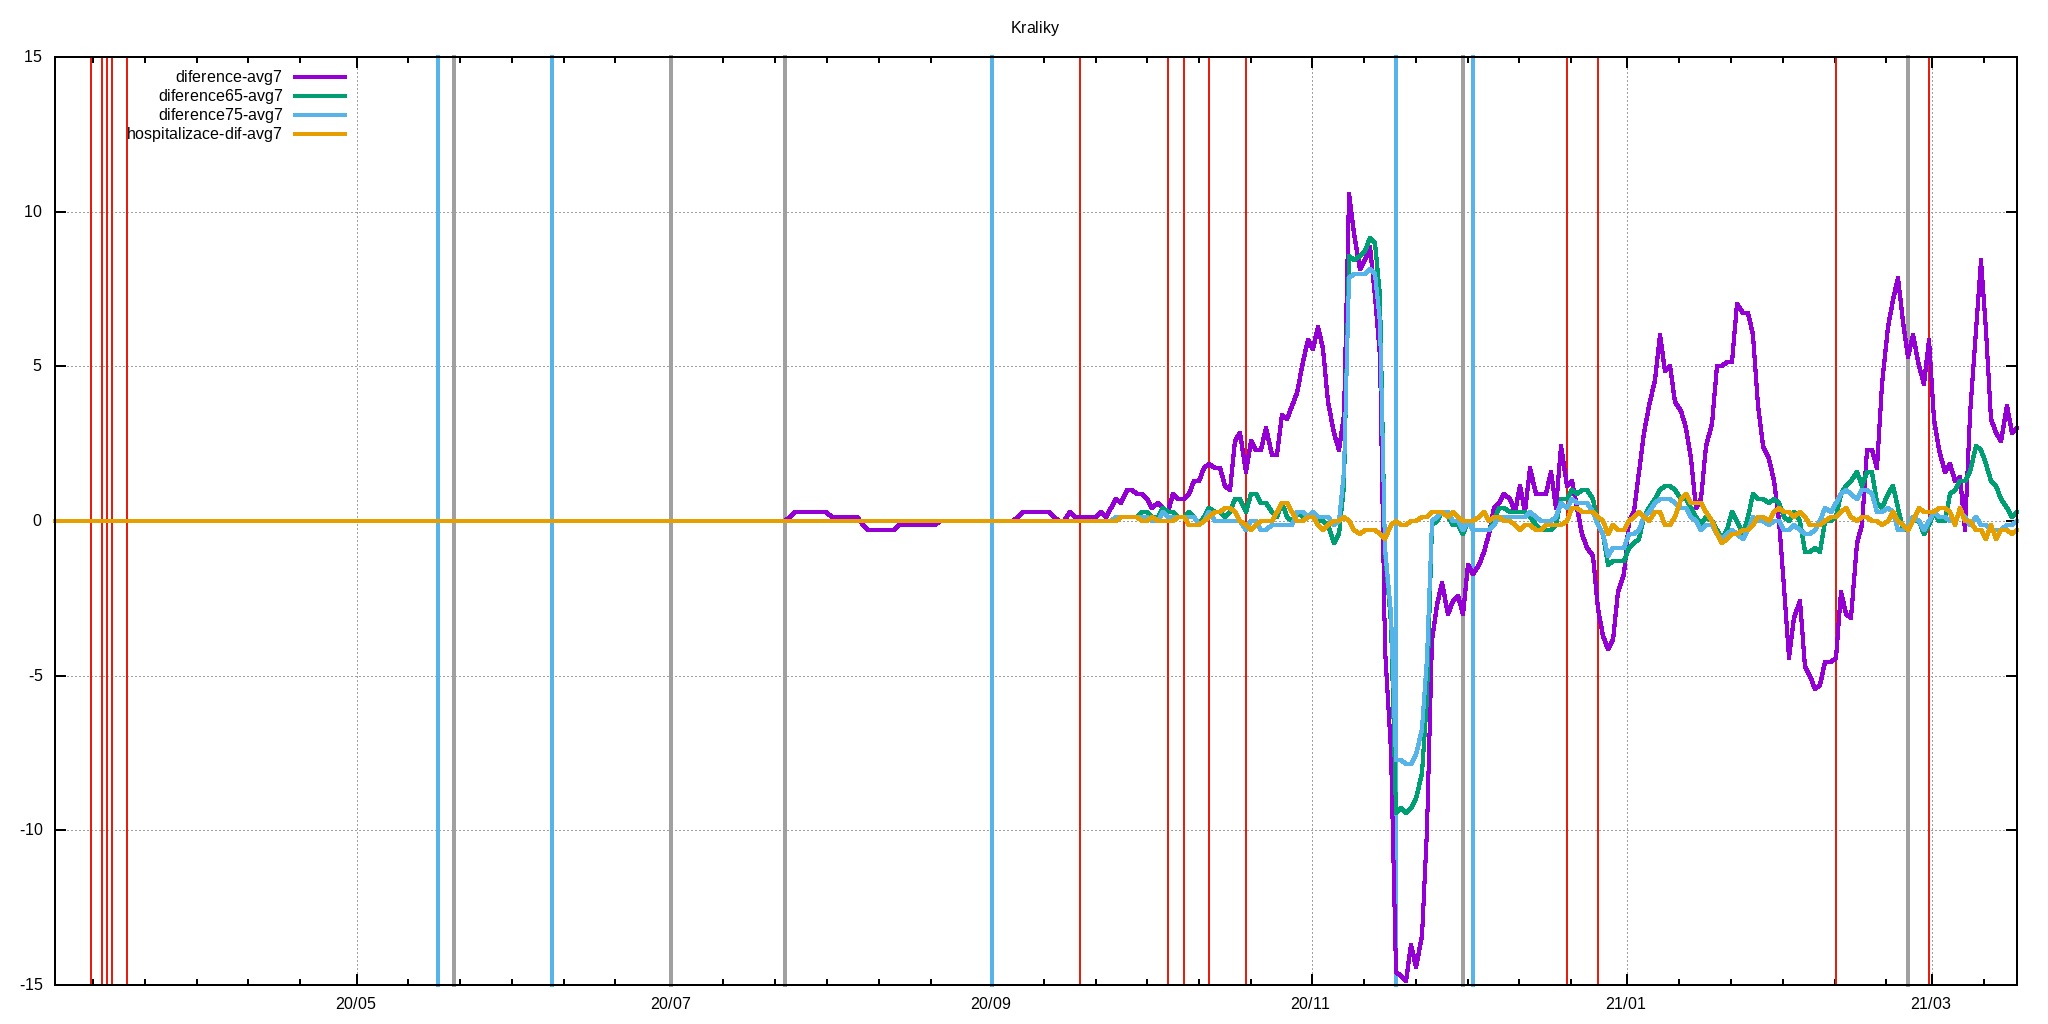 Kraliky
15
diference-avg7
diference65-avg7
diference75-avg7
hospitalizace-dif-avg7
10
5
0
-5
-10
-15
20/05 20/07 20/09 20/11 21/01 21/03